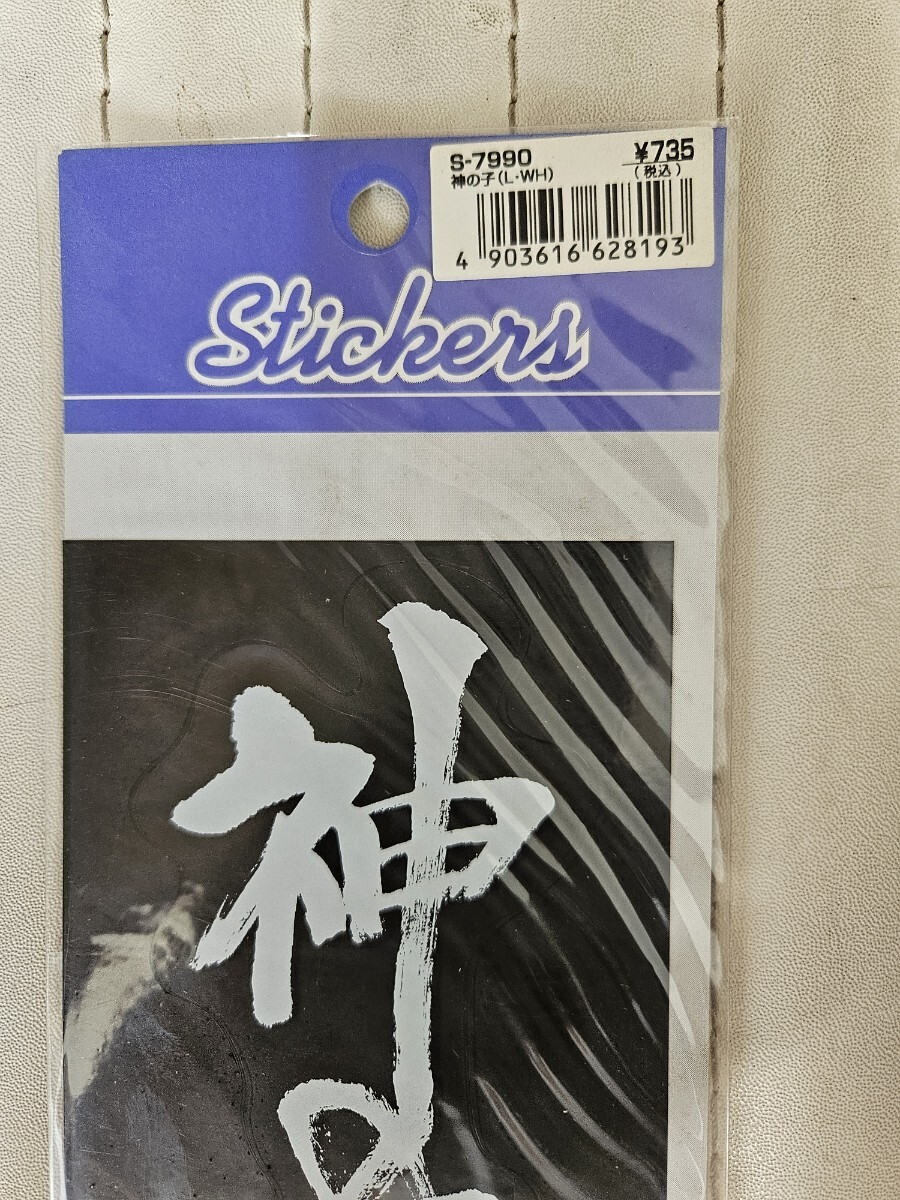 S-7990 ¥735
神の子(L・WH) (税込)
4 903616 628193
Stickers
神